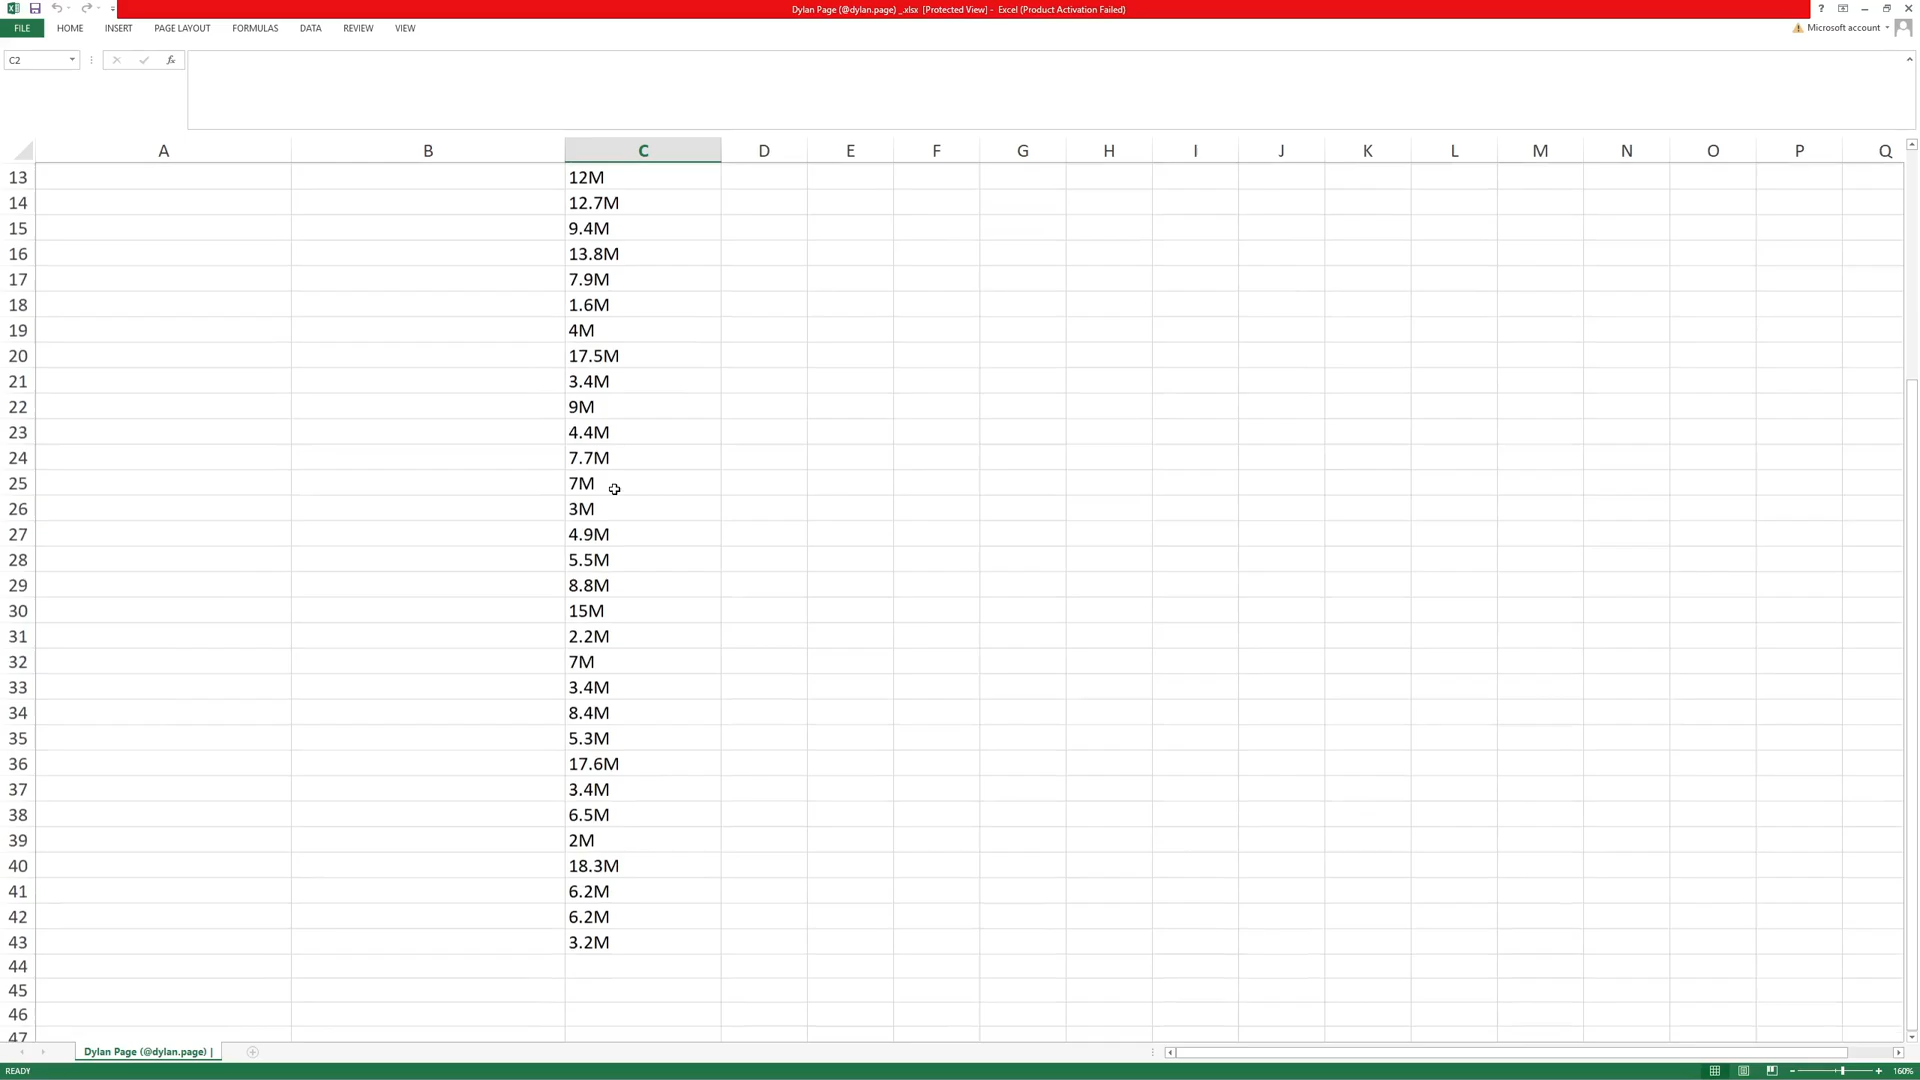 Dylan Page (@dylan.page) _.xlsx [Protected View] - Excel (Product Activation Failed)
FILE HOME INSERT PAGE LAYOUT FORMULAS DATA REVIEW VIEW
Microsoft account
C2
fx
A B C D E F G H I J K L M N O P Q
13 12M
14 12.7M
15 9.4M
16 13.8M
17 7.9M
18 1.6M
19 4M
20 17.5M
21 3.4M
22 9M
23 4.4M
24 7.7M
25 7M
26 3M
27 4.9M
28 5.5M
29 8.8M
30 15M
31 2.2M
32 7M
33 3.4M
34 8.4M
35 5.3M
36 17.6M
37 3.4M
38 6.5M
39 2M
40 18.3M
41 6.2M
42 6.2M
43 3.2M
44
45
46
47
Dylan Page (@dylan.page) |
READY
160%